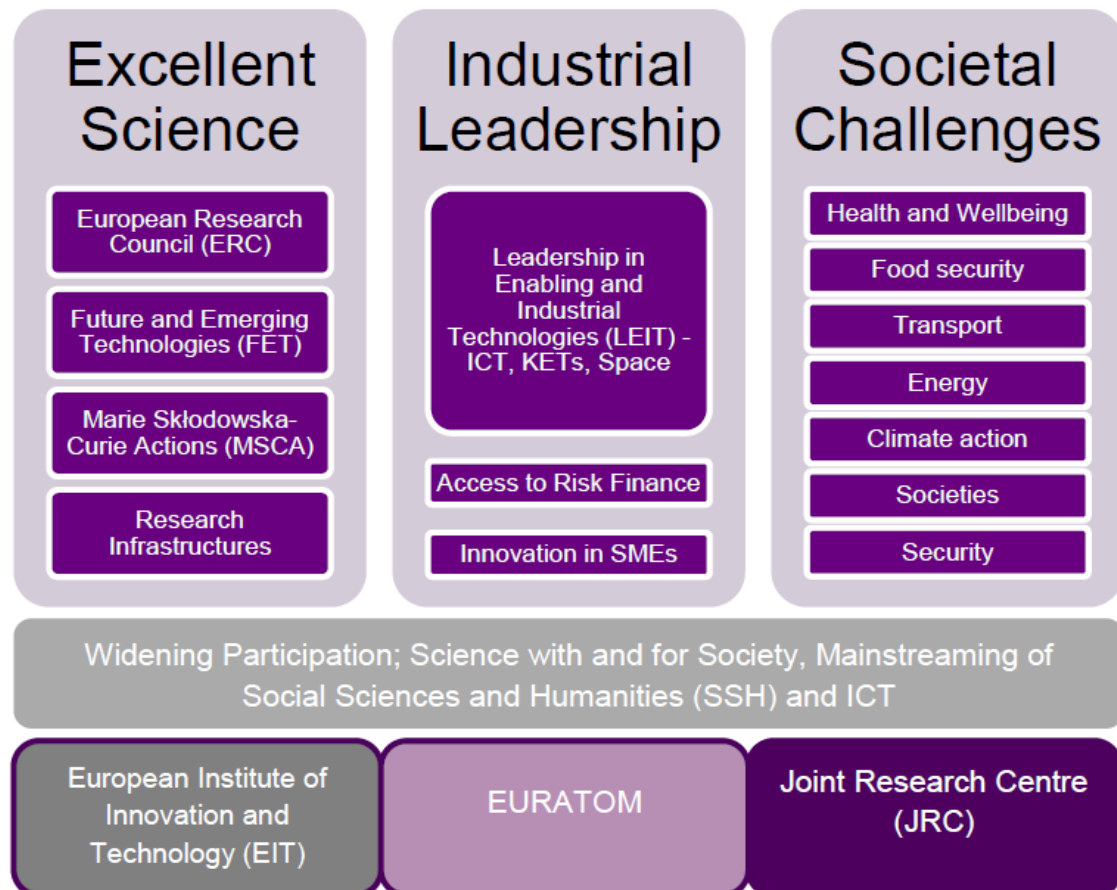 Excellent
Science
European Research
Council (ERC)
Future and Emerging
Technologies (FET)
Marie Skłodowska-
Curie Actions (MSCA)
Research
Infrastructures
Industrial
Leadership
Leadership in
Enabling and
Industrial
Technologies (LEIT) -
ICT, KETs, Space
Access to Risk Finance
Innovation in SMEs
Societal
Challenges
Health and Wellbeing
Food security
Transport
Energy
Climate action
Societies
Security
Widening Participation; Science with and for Society, Mainstreaming of
Social Sciences and Humanities (SSH) and ICT
European Institute of
Innovation and
Technology (EIT)
EURATOM
Joint Research Centre
(JRC)